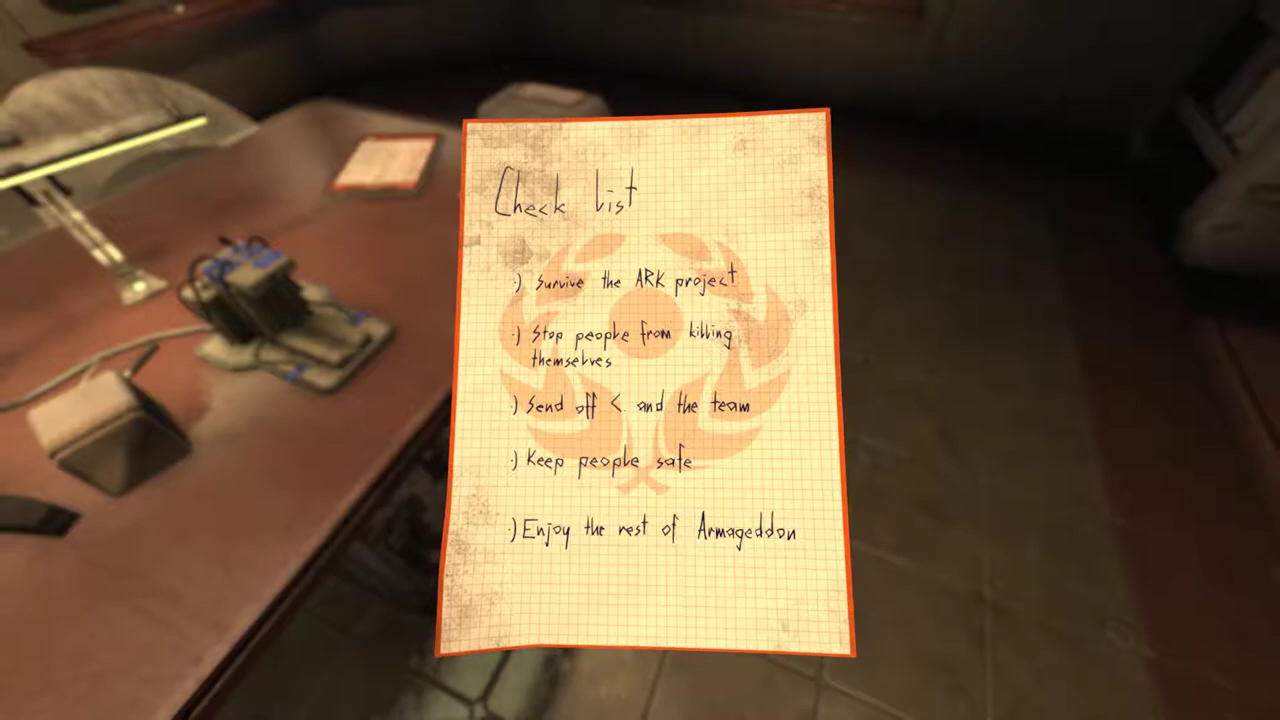 Check list
·) Survive the ARK project
·) Stop people from killing
themselves
·) Send off C. and the team
·) Keep people safe
·) Enjoy the rest of Armageddon